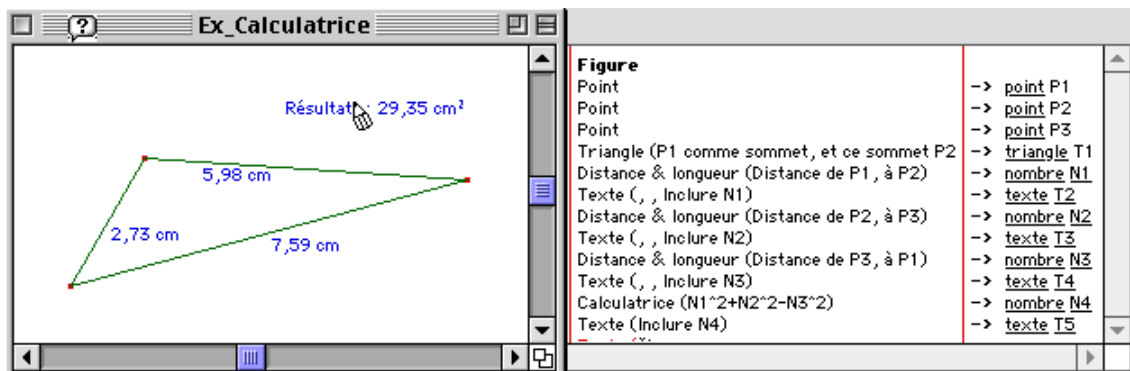 Ex_Calculatrice
Résultat : 29,35 cm²
5,98 cm
2,73 cm
7,59 cm
Figure
Point -> point P1
Point -> point P2
Point -> point P3
Triangle (P1 comme sommet, et ce sommet P2 -> triangle T1
Distance & longueur (Distance de P1, à P2) -> nombre N1
Texte (, , Inclure N1) -> texte T2
Distance & longueur (Distance de P2, à P3) -> nombre N2
Texte (, , Inclure N2) -> texte T3
Distance & longueur (Distance de P3, à P1) -> nombre N3
Texte (, , Inclure N3) -> texte T4
Calculatrice (N1^2+N2^2-N3^2) -> nombre N4
Texte (Inclure N4) -> texte T5